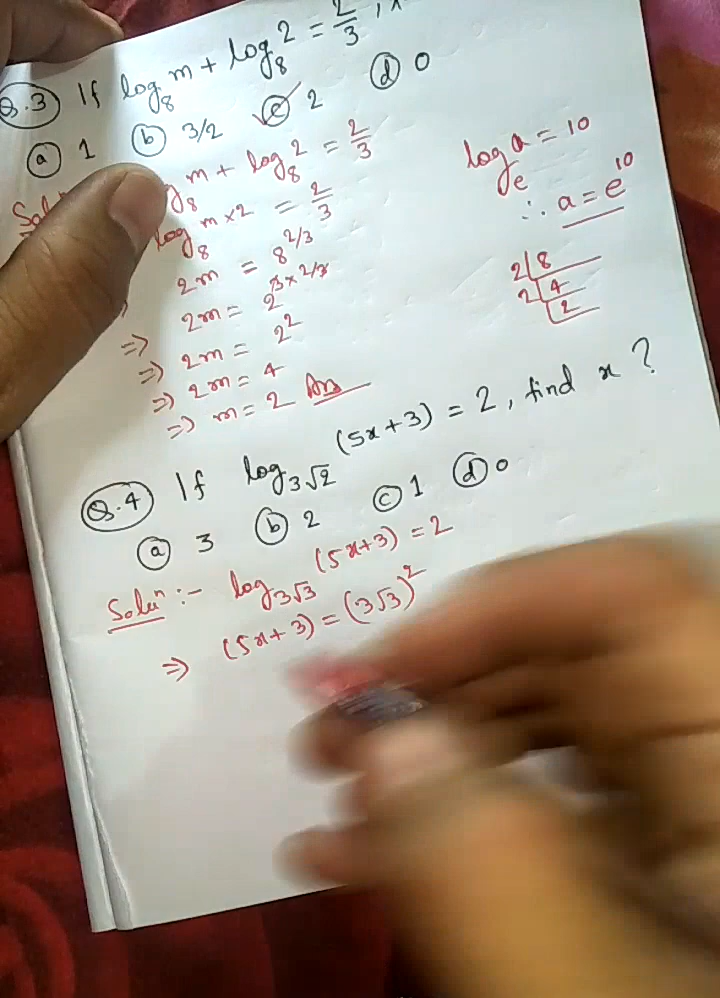 Q.3 If log₈ m + log₈ 2 = 2/3,
(a) 1 (b) 3/2 (c) 2 (d) 0
m + log₈ 2 = 2/3
log₈ m×2 = 2/3
2m = 8^(2/3)
⇒ 2m = 2^(3×2/3)
⇒ 2m = 2²
⇒ 2m = 4
⇒ m = 2 Ans
logₑ a = 10
∴ a = e¹⁰
2 | 8
2 | 4
2
Q.4 If log_(3√2) (5x+3) = 2, find x ?
(a) 3 (b) 2 (c) 1 (d) 0
Soluⁿ :- log_(3√3) (5x+3) = 2
⇒ (5x+3) = (3√3)²